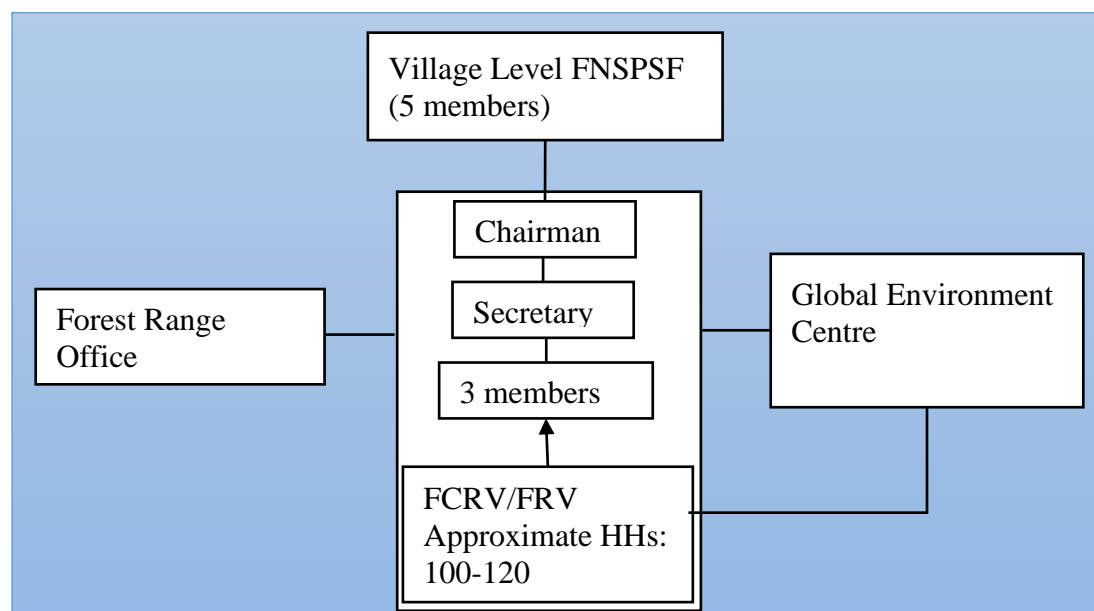 Village Level FNSPSF
(5 members)
Chairman
Secretary
3 members
Forest Range
Office
Global Environment
Centre
FCRV/FRV
Approximate HHs:
100-120